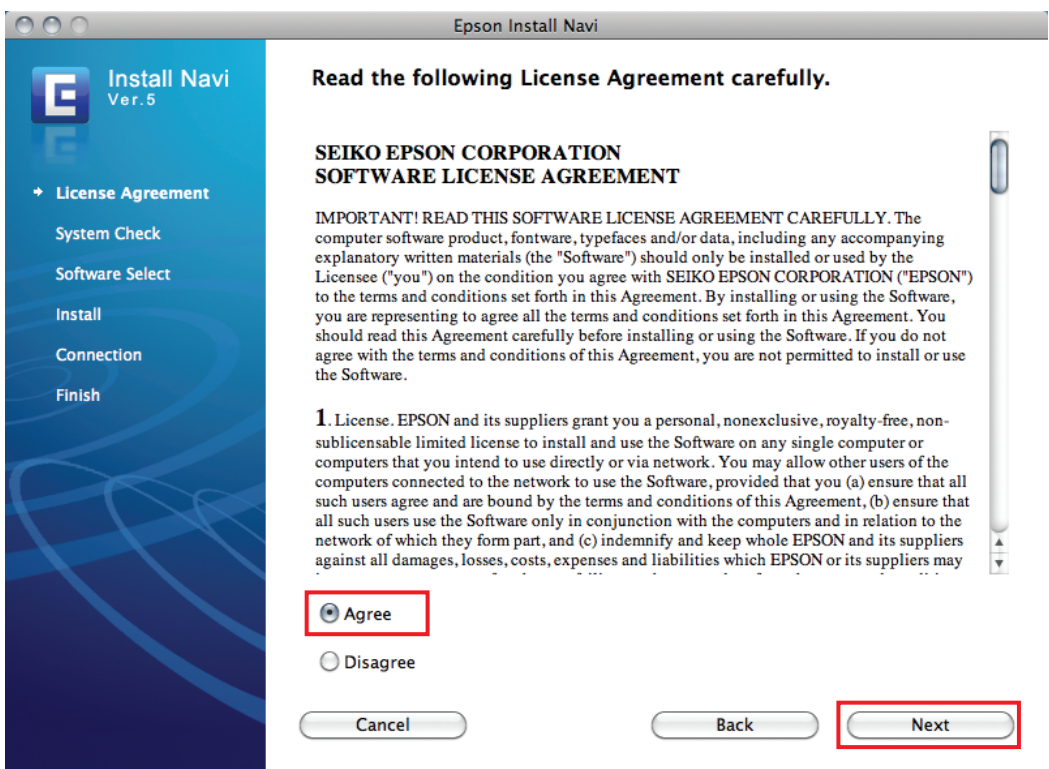 Epson Install Navi
E
Install Navi
Ver.5
License Agreement
System Check
Software Select
Install
Connection
Finish
Read the following License Agreement carefully.
SEIKO EPSON CORPORATION
SOFTWARE LICENSE AGREEMENT
IMPORTANT! READ THIS SOFTWARE LICENSE AGREEMENT CAREFULLY. The
computer software product, fontware, typefaces and/or data, including any accompanying
explanatory written materials (the "Software") should only be installed or used by the
Licensee ("you") on the condition you agree with SEIKO EPSON CORPORATION ("EPSON")
to the terms and conditions set forth in this Agreement. By installing or using the Software,
you are representing to agree all the terms and conditions set forth in this Agreement. You
should read this Agreement carefully before installing or using the Software. If you do not
agree with the terms and conditions of this Agreement, you are not permitted to install or use
the Software.
1. License. EPSON and its suppliers grant you a personal, nonexclusive, royalty-free, non-
sublicensable limited license to install and use the Software on any single computer or
computers that you intend to use directly or via network. You may allow other users of the
computers connected to the network to use the Software, provided that you (a) ensure that all
such users agree and are bound by the terms and conditions of this Agreement, (b) ensure that
all such users use the Software only in conjunction with the computers and in relation to the
network of which they form part, and (c) indemnify and keep whole EPSON and its suppliers
against all damages, losses, costs, expenses and liabilities which EPSON or its suppliers may
Agree
Disagree
Cancel
Back
Next